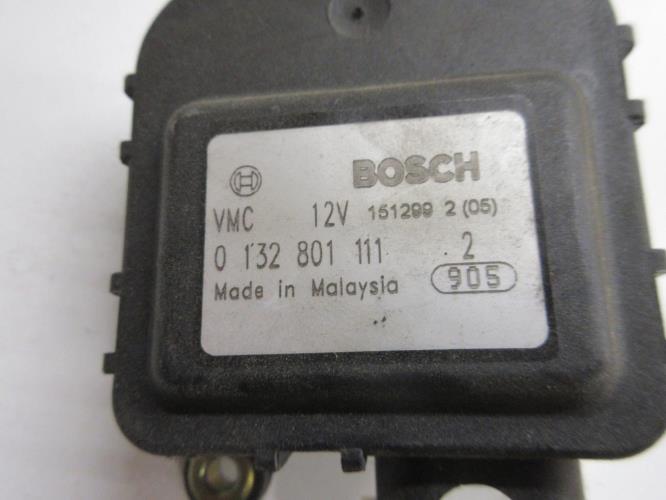 BOSCH
VMC 12V 151299 2 (05)
0 132 801 111 2
Made in Malaysia 905